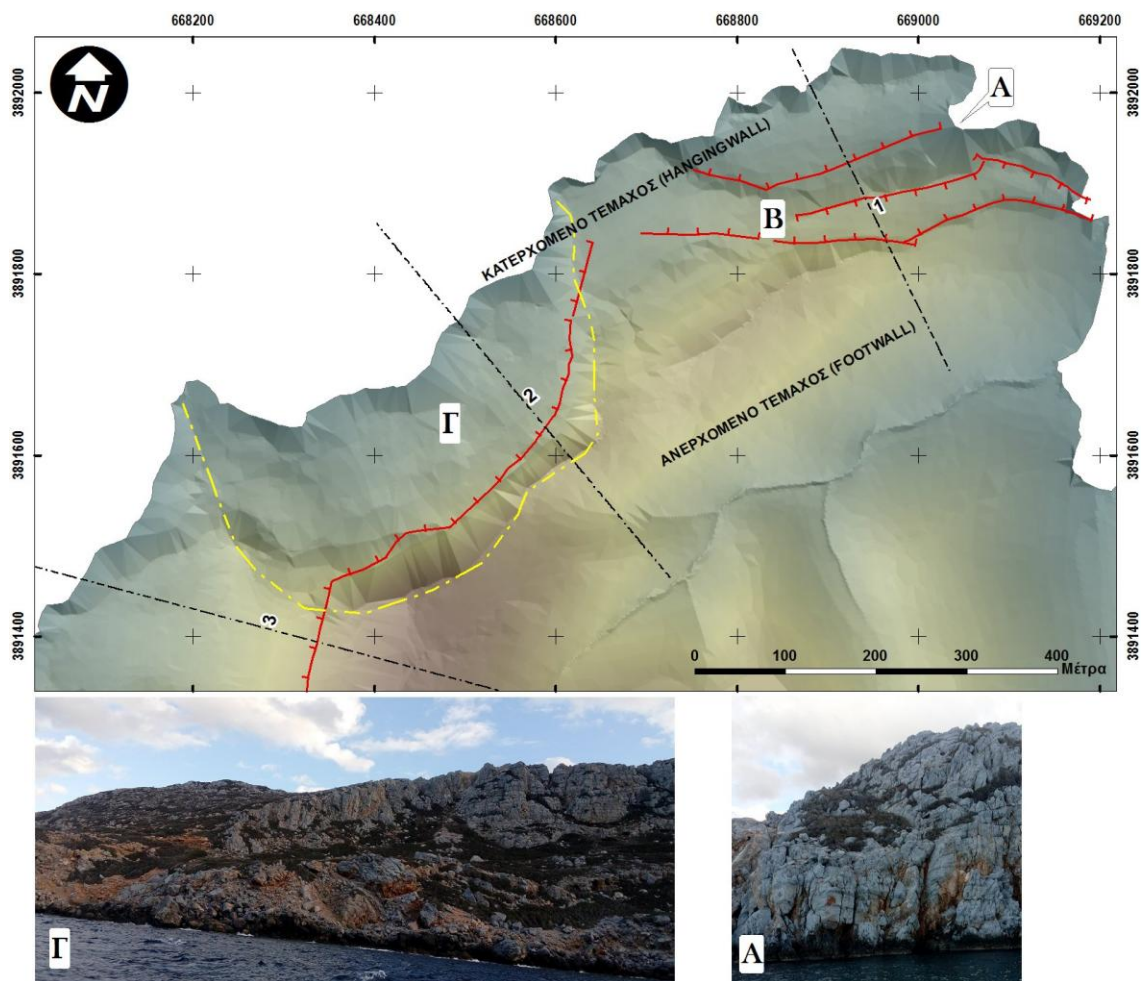 668200 668400 668600 668800 669000 669200
3892000 3892000
N
Α
ΚΑΤΕΡΧΟΜΕΝΟ ΤΕΜΑΧΟΣ (HANGINGWALL)
1
Β
3891800 3891800
ΑΝΕΡΧΟΜΕΝΟ ΤΕΜΑΧΟΣ (FOOTWALL)
2
Γ
3891600 3891600
3
3891400 3891400
0 100 200 300 400
Μέτρα
Γ
Α